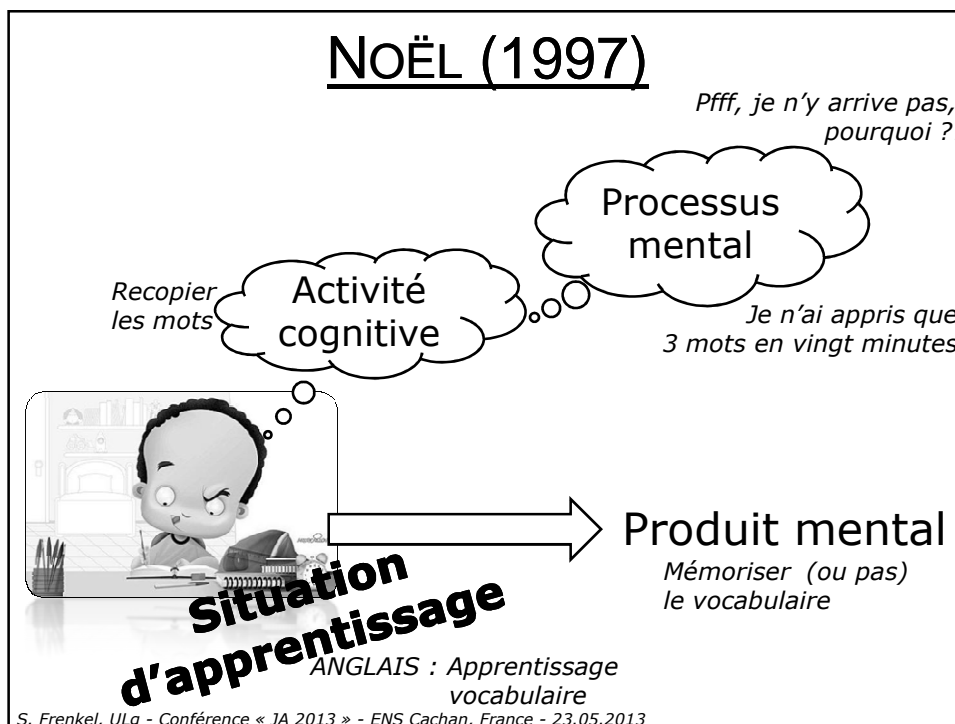 NOËL (1997)
Pfff, je n’y arrive pas,
pourquoi ?
Processus
mental
Activité
cognitive
Recopier
les mots
Je n’ai appris que
3 mots en vingt minutes
Produit mental
Mémoriser (ou pas)
le vocabulaire
Situation
d’apprentissage
ANGLAIS : Apprentissage
vocabulaire
S. Frenkel, ULg - Conférence « JA 2013 » - ENS Cachan, France - 23.05.2013